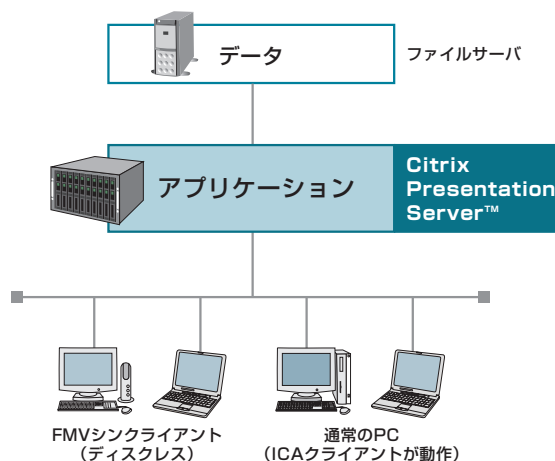 データ
ファイルサーバ
アプリケーション
Citrix
Presentation
Server™
FMVシンクライアント
（ディスクレス）
通常のPC
（ICAクライアントが動作）